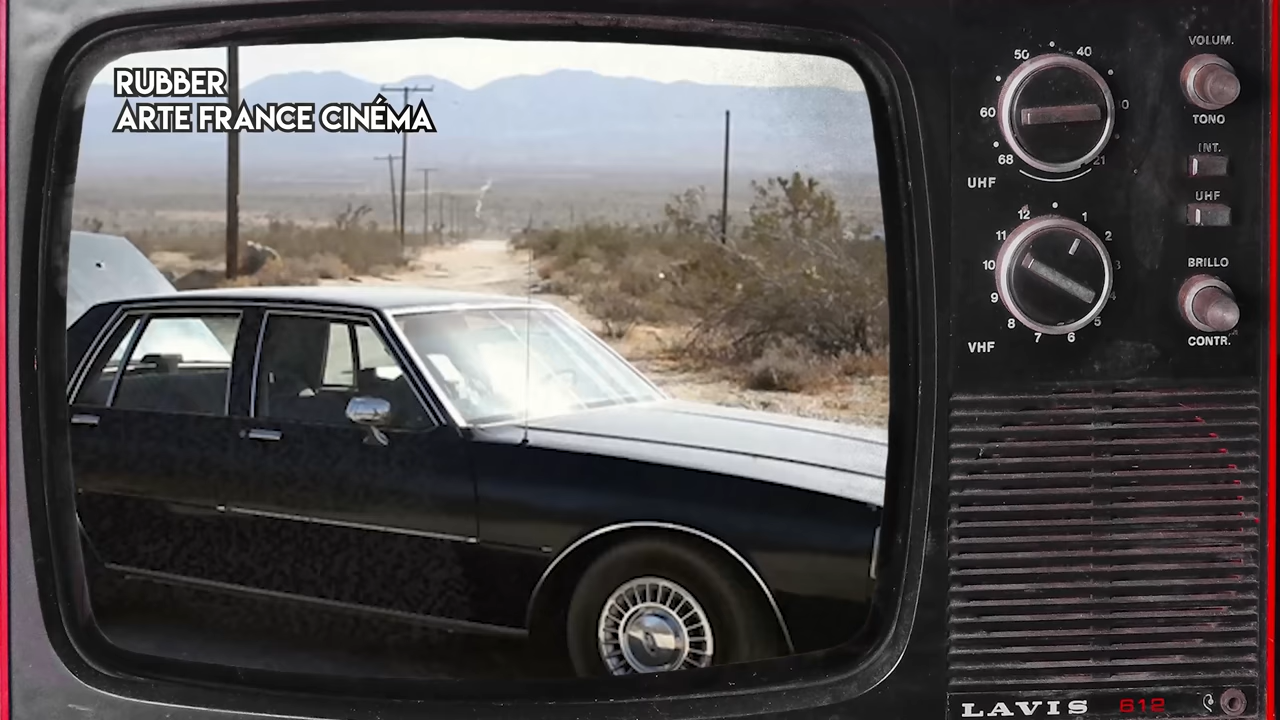 RUBBER
ARTE FRANCE CINÉMA
50
40
60
68
21
UHF
VOLUM.
TONO
INT.
UHF
12
1
11
2
10
3
9
4
8
5
7
6
VHF
BRILLO
CONTR.
LAVIS 612